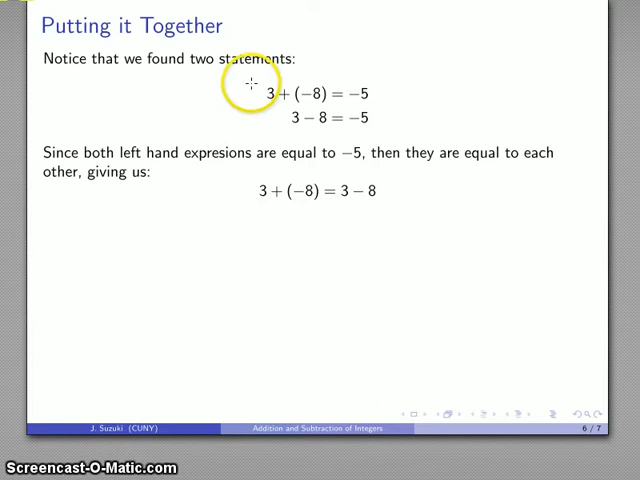 Putting it Together
Notice that we found two statements:
3 + (−8) = −5
3 − 8 = −5
Since both left hand expresions are equal to −5, then they are equal to each
other, giving us:
3 + (−8) = 3 − 8
J. Suzuki (CUNY)
Addition and Subtraction of Integers
6 / 7
Screencast-O-Matic.com